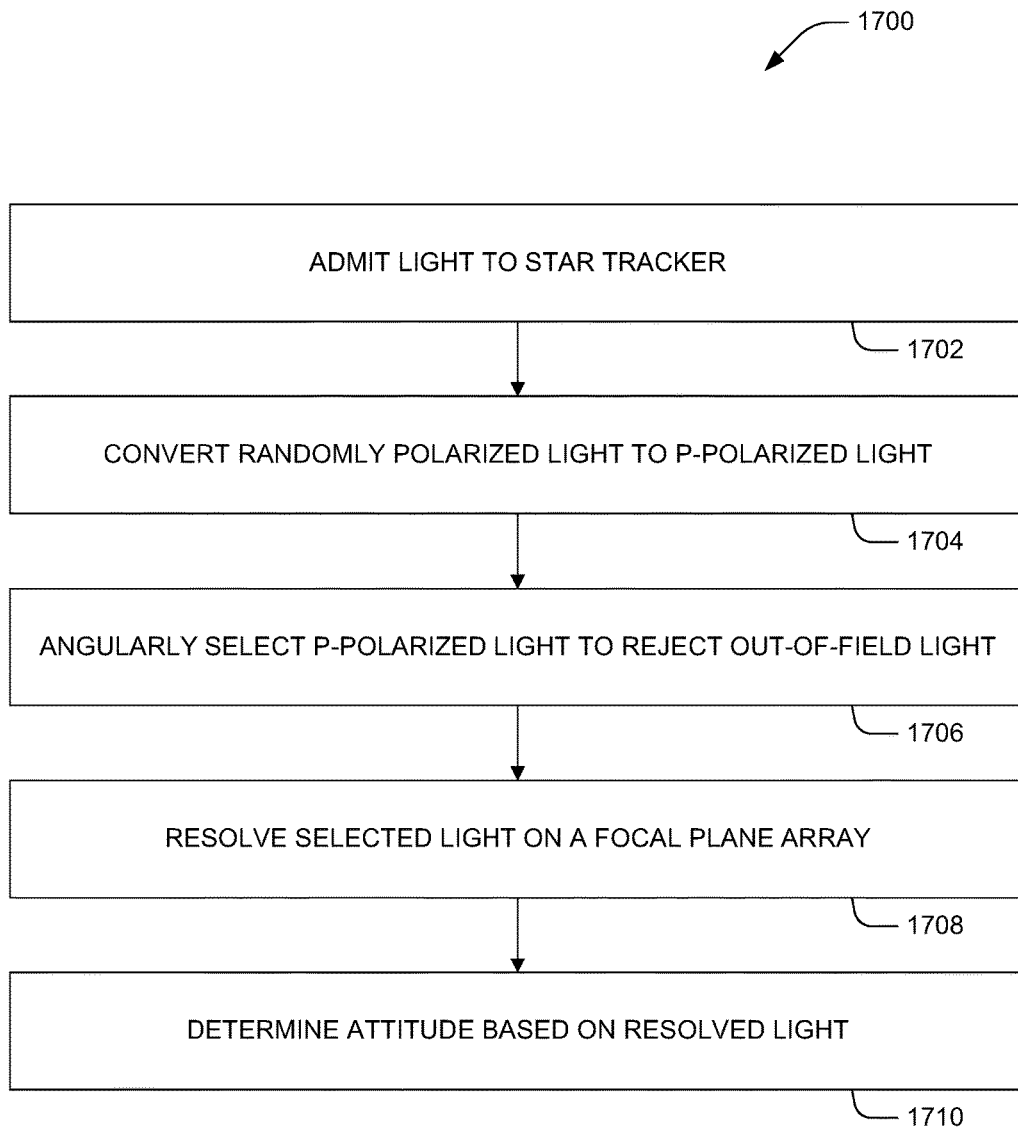 1700
ADMIT LIGHT TO STAR TRACKER
1702
CONVERT RANDOMLY POLARIZED LIGHT TO P-POLARIZED LIGHT
1704
ANGULARLY SELECT P-POLARIZED LIGHT TO REJECT OUT-OF-FIELD LIGHT
1706
RESOLVE SELECTED LIGHT ON A FOCAL PLANE ARRAY
1708
DETERMINE ATTITUDE BASED ON RESOLVED LIGHT
1710